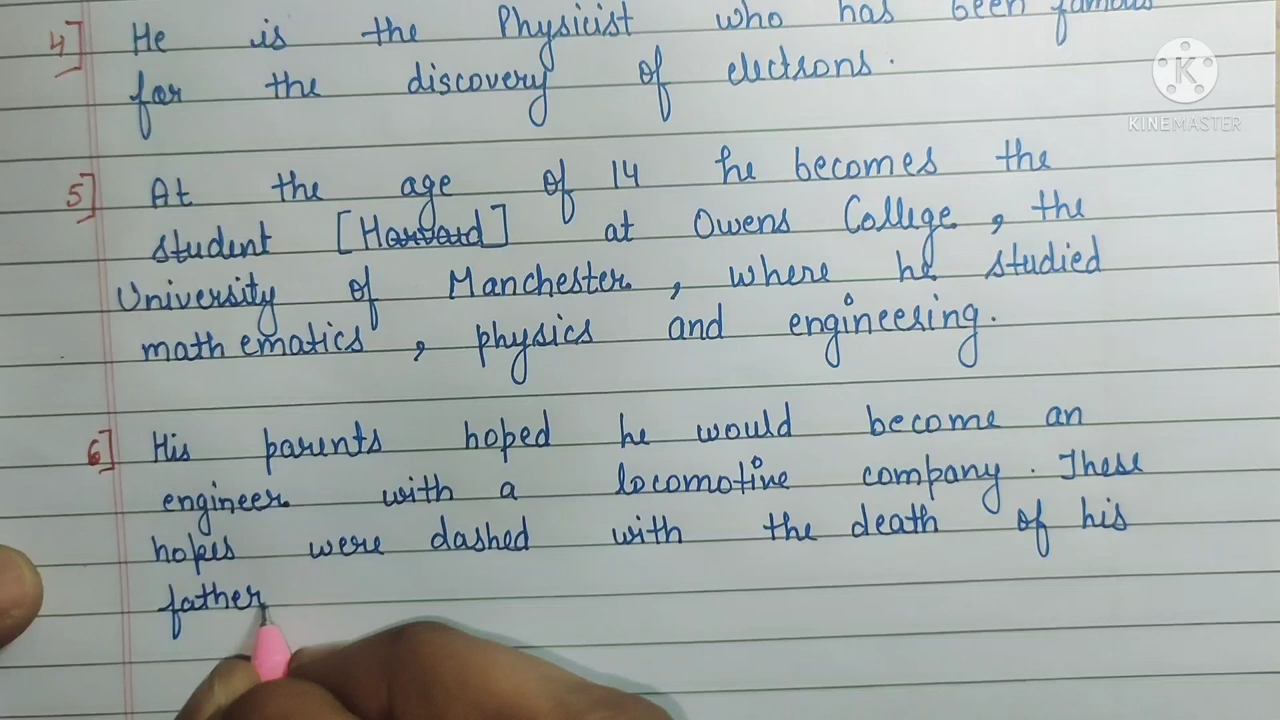 4] He is the Physicist who has been famous
for the discovery of electrons.
KINEMASTER
5] At the age of 14 he becomes the
student [Harvard] at Owens College, the
University of Manchester, where he studied
mathematics, physics and engineering.
6] His parents hoped he would become an
engineer with a locomotive company. These
hopes were dashed with the death of his
father